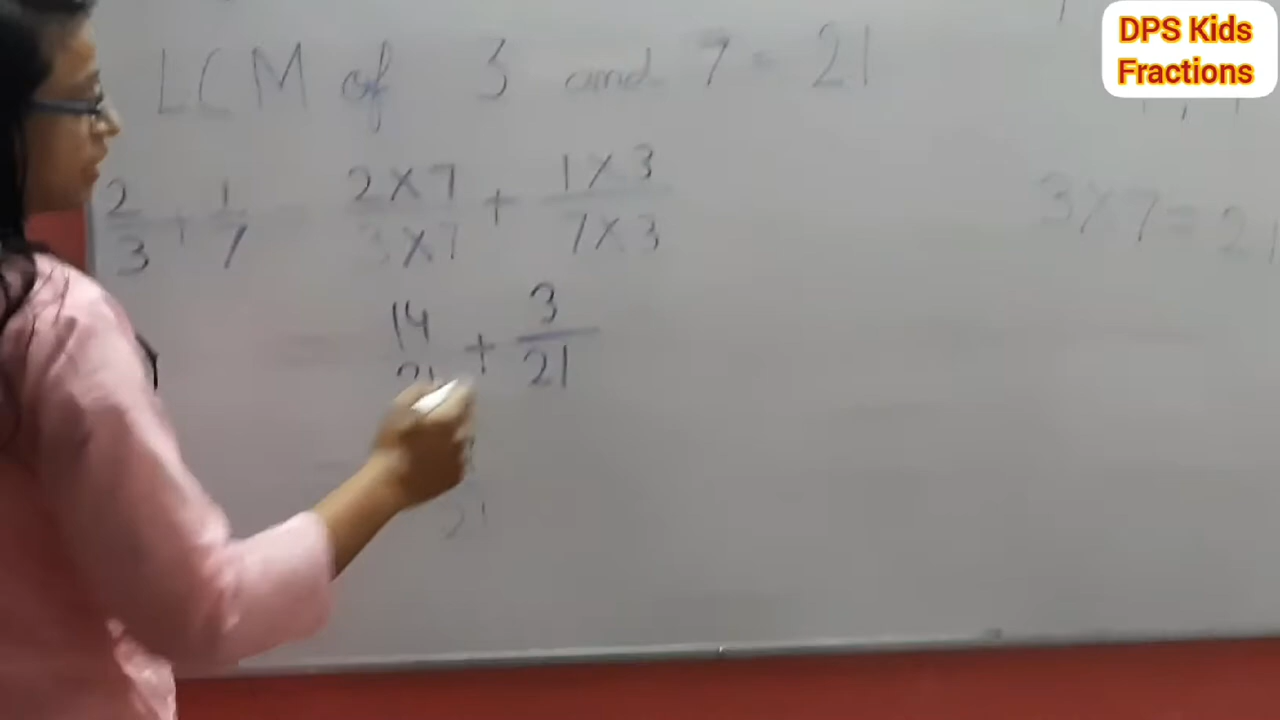 DPS Kids
Fractions
LCM of 3 and 7 = 21
2/3 + 1/7 = 2×7/3×7 + 1×3/7×3
3×7=21
= 14/21 + 3/21
=
21